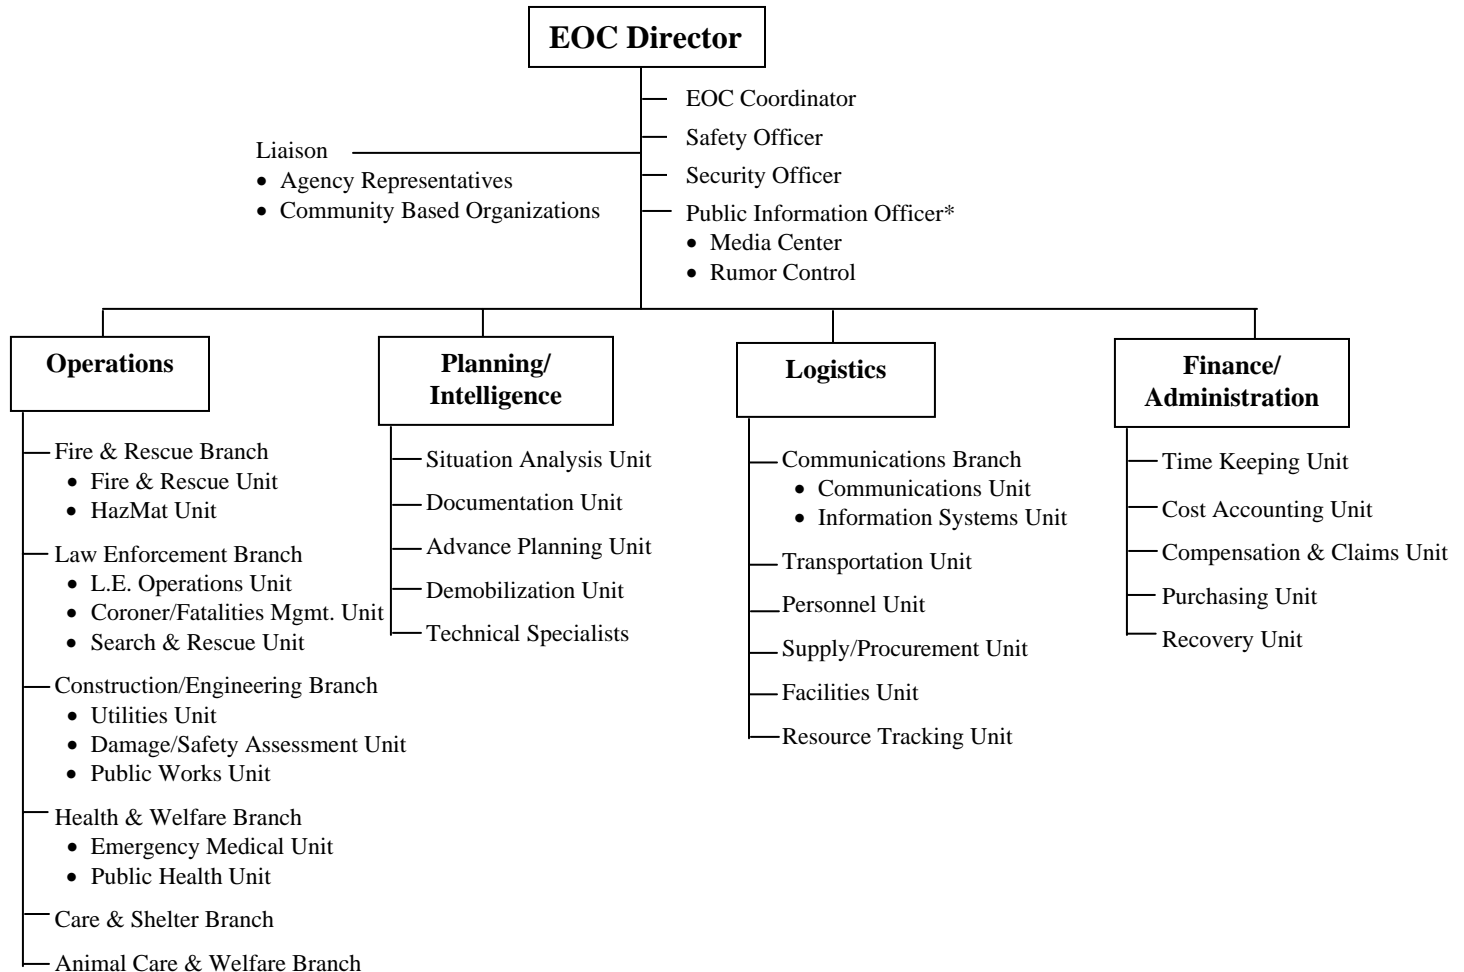 EOC Director
EOC Coordinator
Safety Officer
Liaison
• Agency Representatives
• Community Based Organizations
Security Officer
Public Information Officer*
• Media Center
• Rumor Control
Operations
Fire & Rescue Branch
• Fire & Rescue Unit
• HazMat Unit
Law Enforcement Branch
• L.E. Operations Unit
• Coroner/Fatalities Mgmt. Unit
• Search & Rescue Unit
Construction/Engineering Branch
• Utilities Unit
• Damage/Safety Assessment Unit
• Public Works Unit
Health & Welfare Branch
• Emergency Medical Unit
• Public Health Unit
Care & Shelter Branch
Animal Care & Welfare Branch
Planning/
Intelligence
Situation Analysis Unit
Documentation Unit
Advance Planning Unit
Demobilization Unit
Technical Specialists
Logistics
Communications Branch
• Communications Unit
• Information Systems Unit
Transportation Unit
Personnel Unit
Supply/Procurement Unit
Facilities Unit
Resource Tracking Unit
Finance/
Administration
Time Keeping Unit
Cost Accounting Unit
Compensation & Claims Unit
Purchasing Unit
Recovery Unit